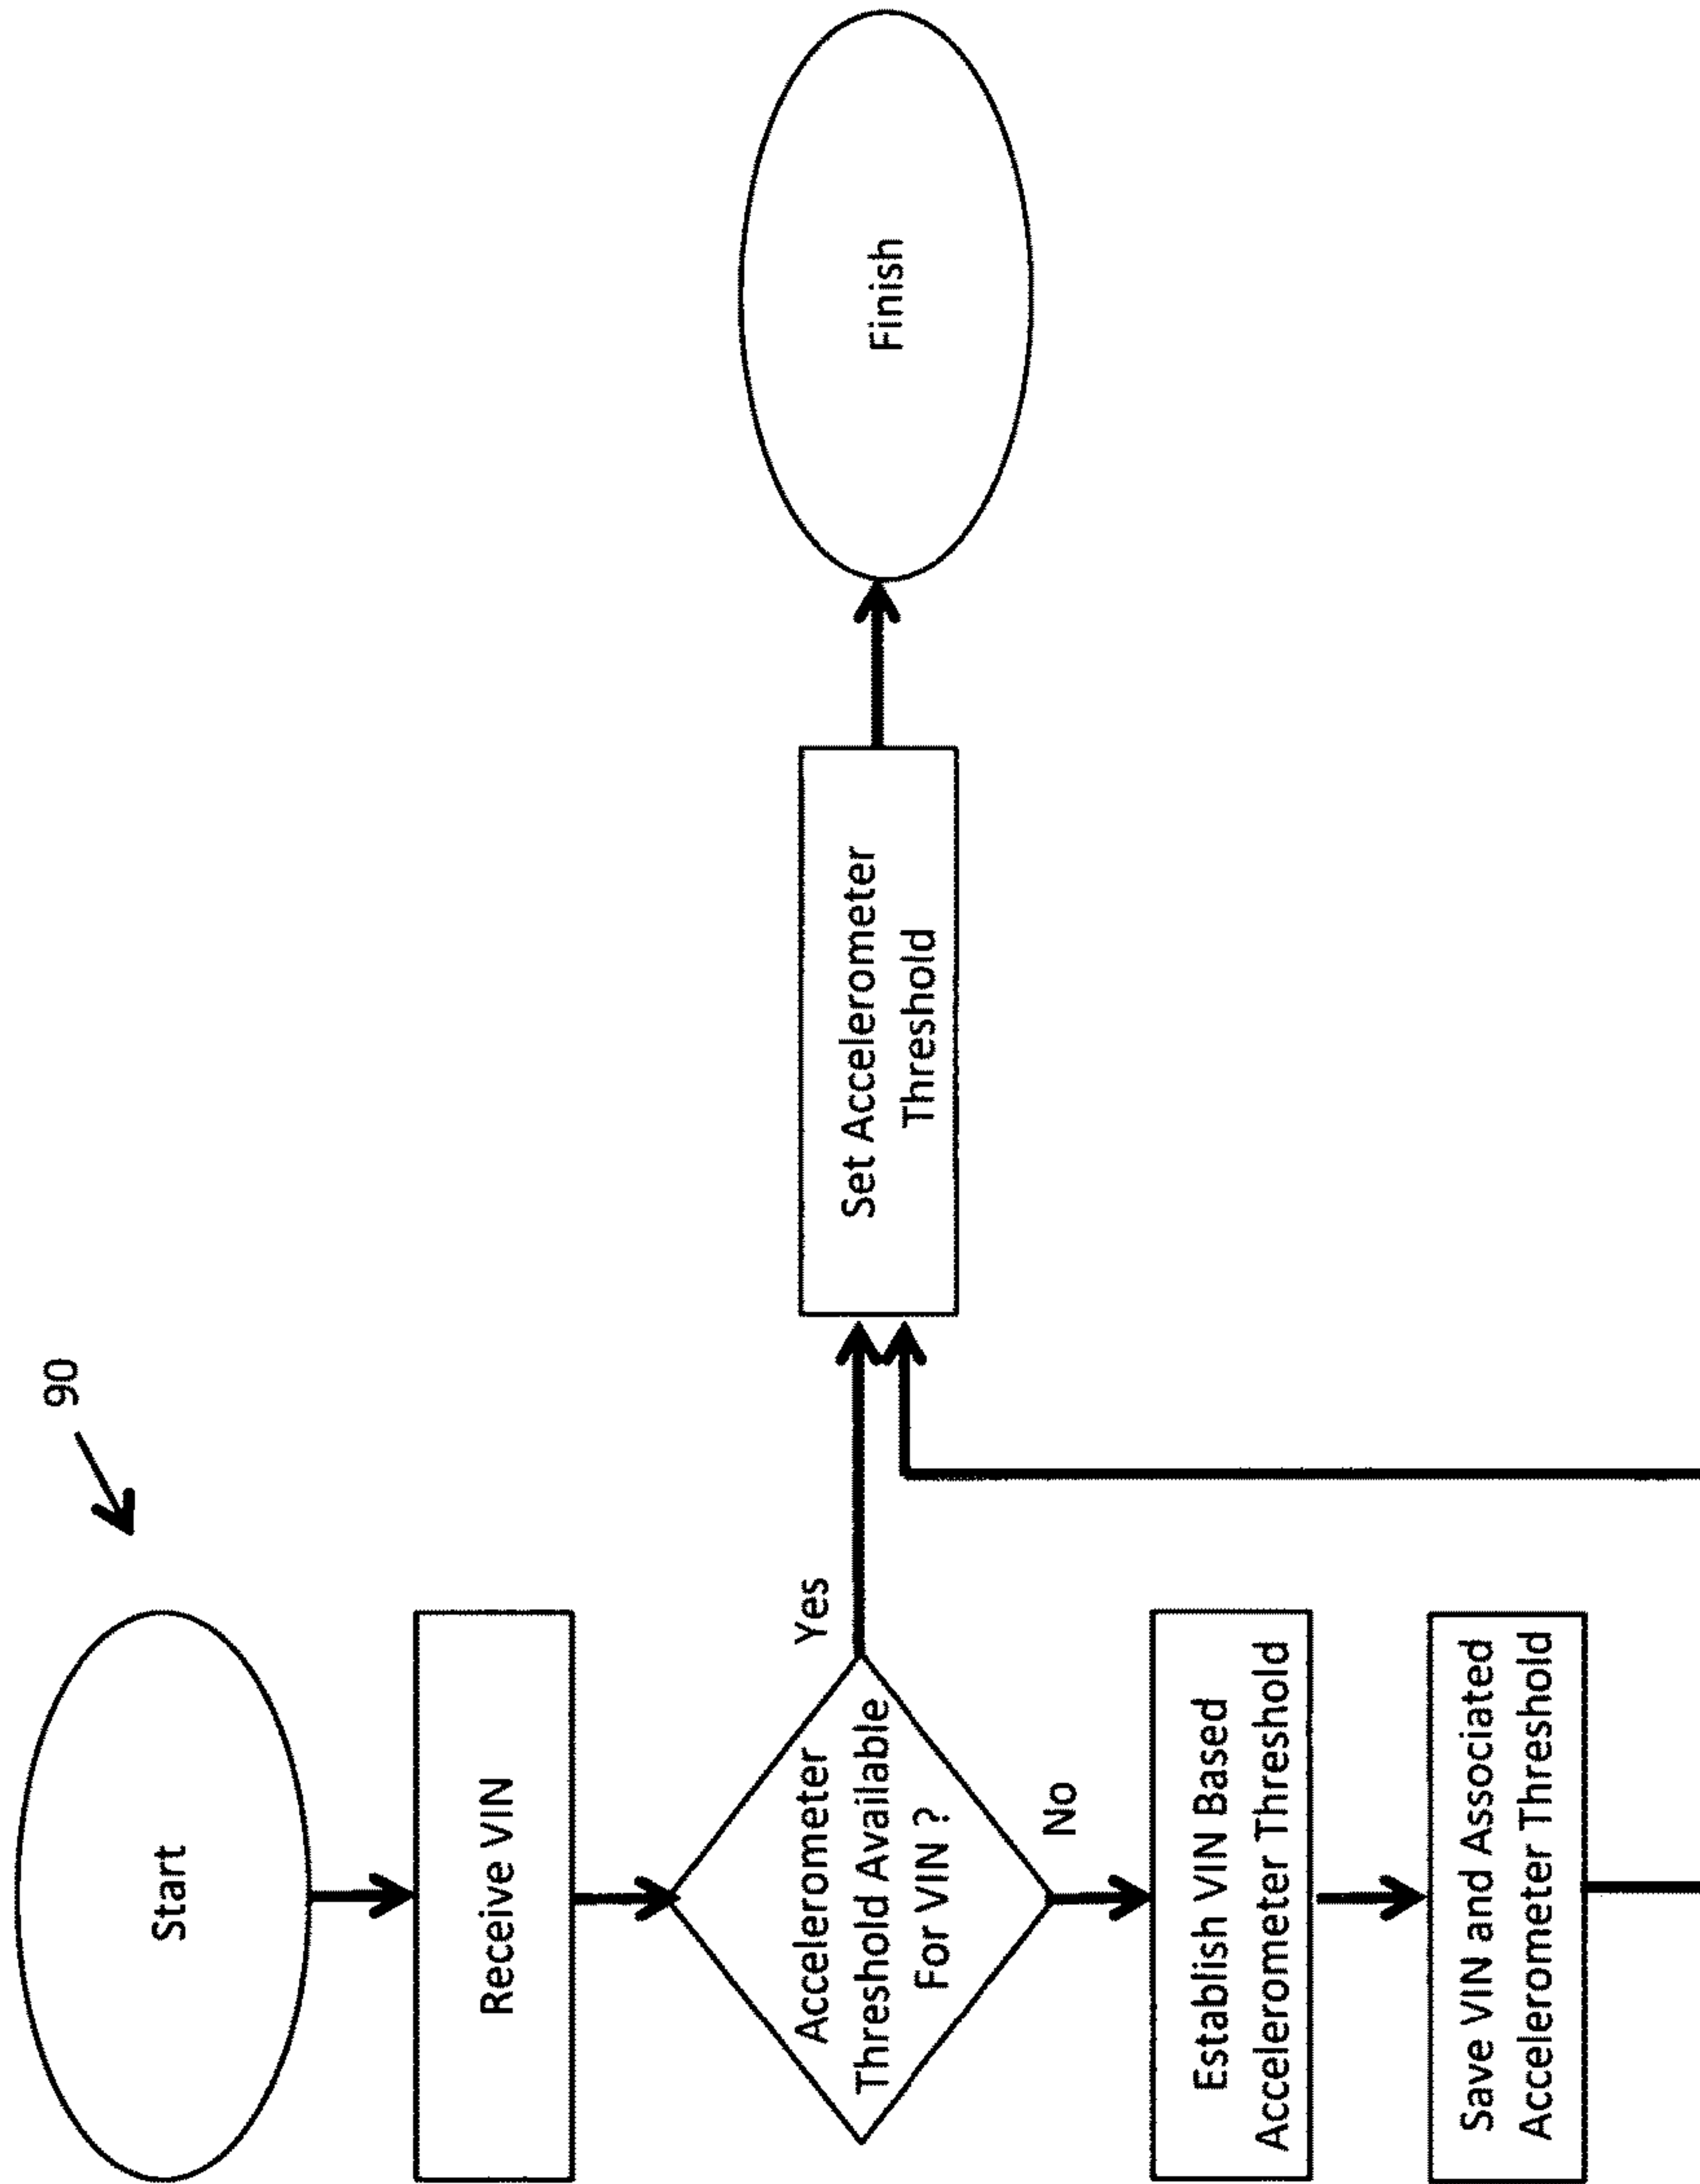 90
Start
Receive VIN
Accelerometer
Threshold Available
For VIN ?
Yes
No
Establish VIN Based
Accelerometer Threshold
Save VIN and Associated
Accelerometer Threshold
Set Accelerometer
Threshold
Finish